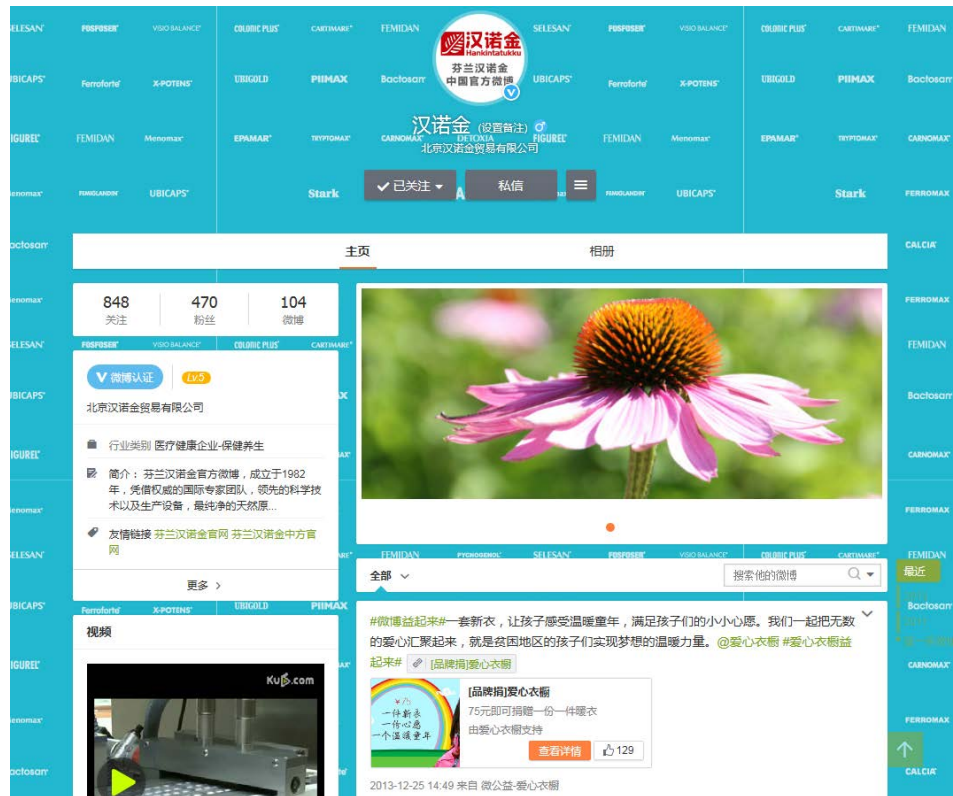 汉诺金
Hankintatukku
芬兰汉诺金
中国官方微博
汉诺金 (设置备注)
北京汉诺金贸易有限公司
已关注 私信
主页 相册
848 470 104
关注 粉丝 微博
微博认证 Lv.5
北京汉诺金贸易有限公司
行业类别 医疗健康企业-保健养生
简介： 芬兰汉诺金官方微博，成立于1982
年，凭借权威的国际专家团队，领先的科学技
术以及生产设备，最纯净的天然原...
友情链接 芬兰汉诺金官网 芬兰汉诺金中方官
网
更多 >
视频
Ku6.com
全部 搜索他的微博
最近
#微博益起来#一套新衣，让孩子感受温暖童年，满足孩子们的小小心愿。我们一起把无数
的爱心汇聚起来，就是贫困地区的孩子们实现梦想的温暖力量。@爱心衣橱 #爱心衣橱益
起来# [品牌捐]爱心衣橱
¥75
一件新衣
一份心愿
一个温暖童年
[品牌捐]爱心衣橱
75元即可捐赠一份一件暖衣
由爱心衣橱支持
查看详情 129
2013-12-25 14:49 来自 微公益-爱心衣橱
SELESAN FOSFOSER VISIO BALANCE COLONIC PLUS CARTIMARE FEMIDAN
UBICAPS Ferroforte X-POTENS UBIGOLD PIIMAX Bactosan
FIGUREL FEMIDAN Menomax EPAMAR TRYPTOMAX CARNOMAX DETOXIA
UBICAPS Stark FERROMAX
CALCIA
PYCNOGENOL